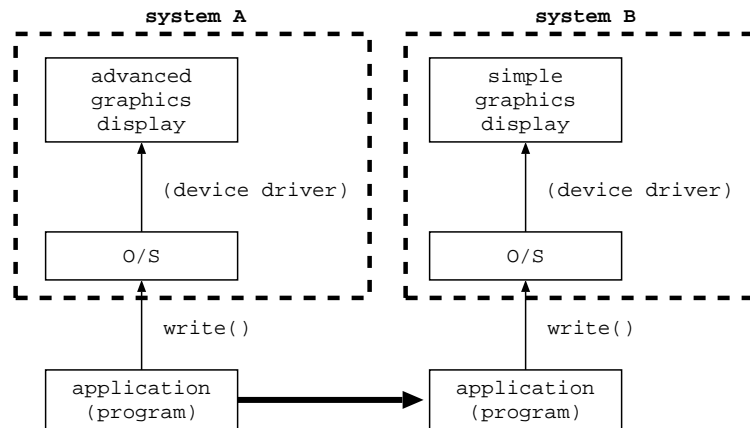 system A
advanced
graphics
display
(device driver)
O/S
write()
application
(program)
system B
simple
graphics
display
(device driver)
O/S
write()
application
(program)